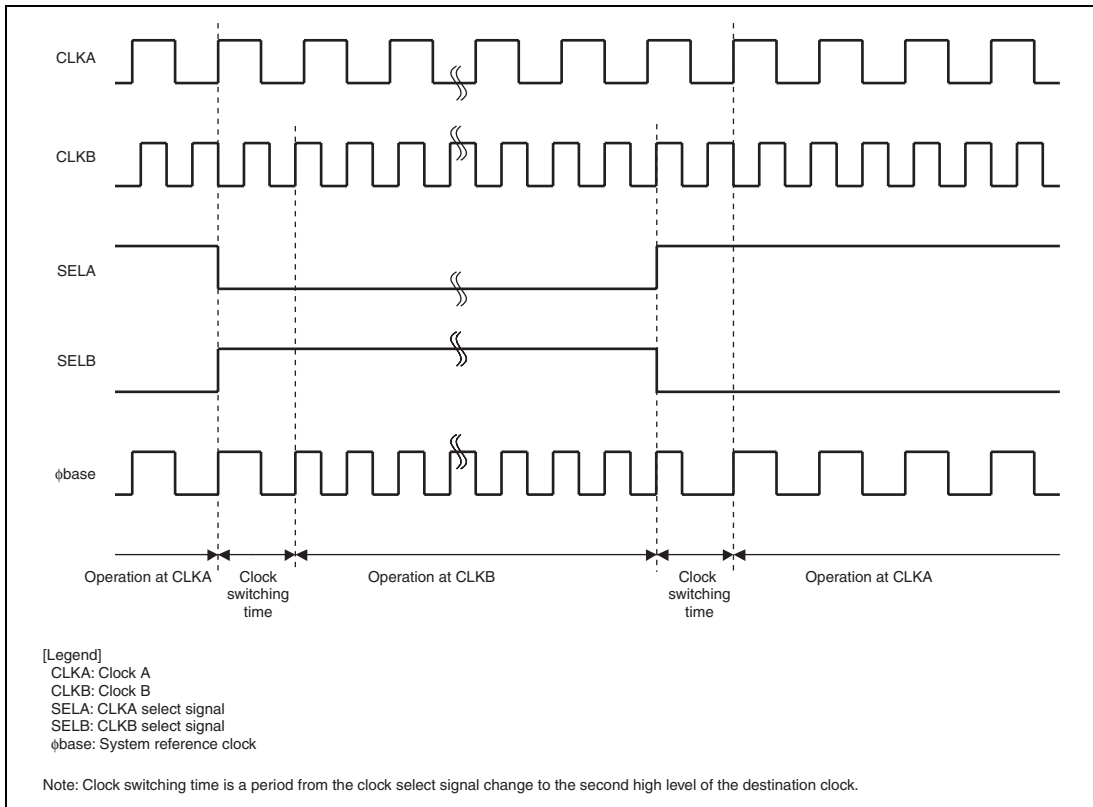 CLKA
CLKB
SELA
SELB
ϕbase
Operation at CLKA
Clock
switching
time
Operation at CLKB
Clock
switching
time
Operation at CLKA
[Legend]
CLKA: Clock A
CLKB: Clock B
SELA: CLKA select signal
SELB: CLKB select signal
ϕbase: System reference clock
Note: Clock switching time is a period from the clock select signal change to the second high level of the destination clock.